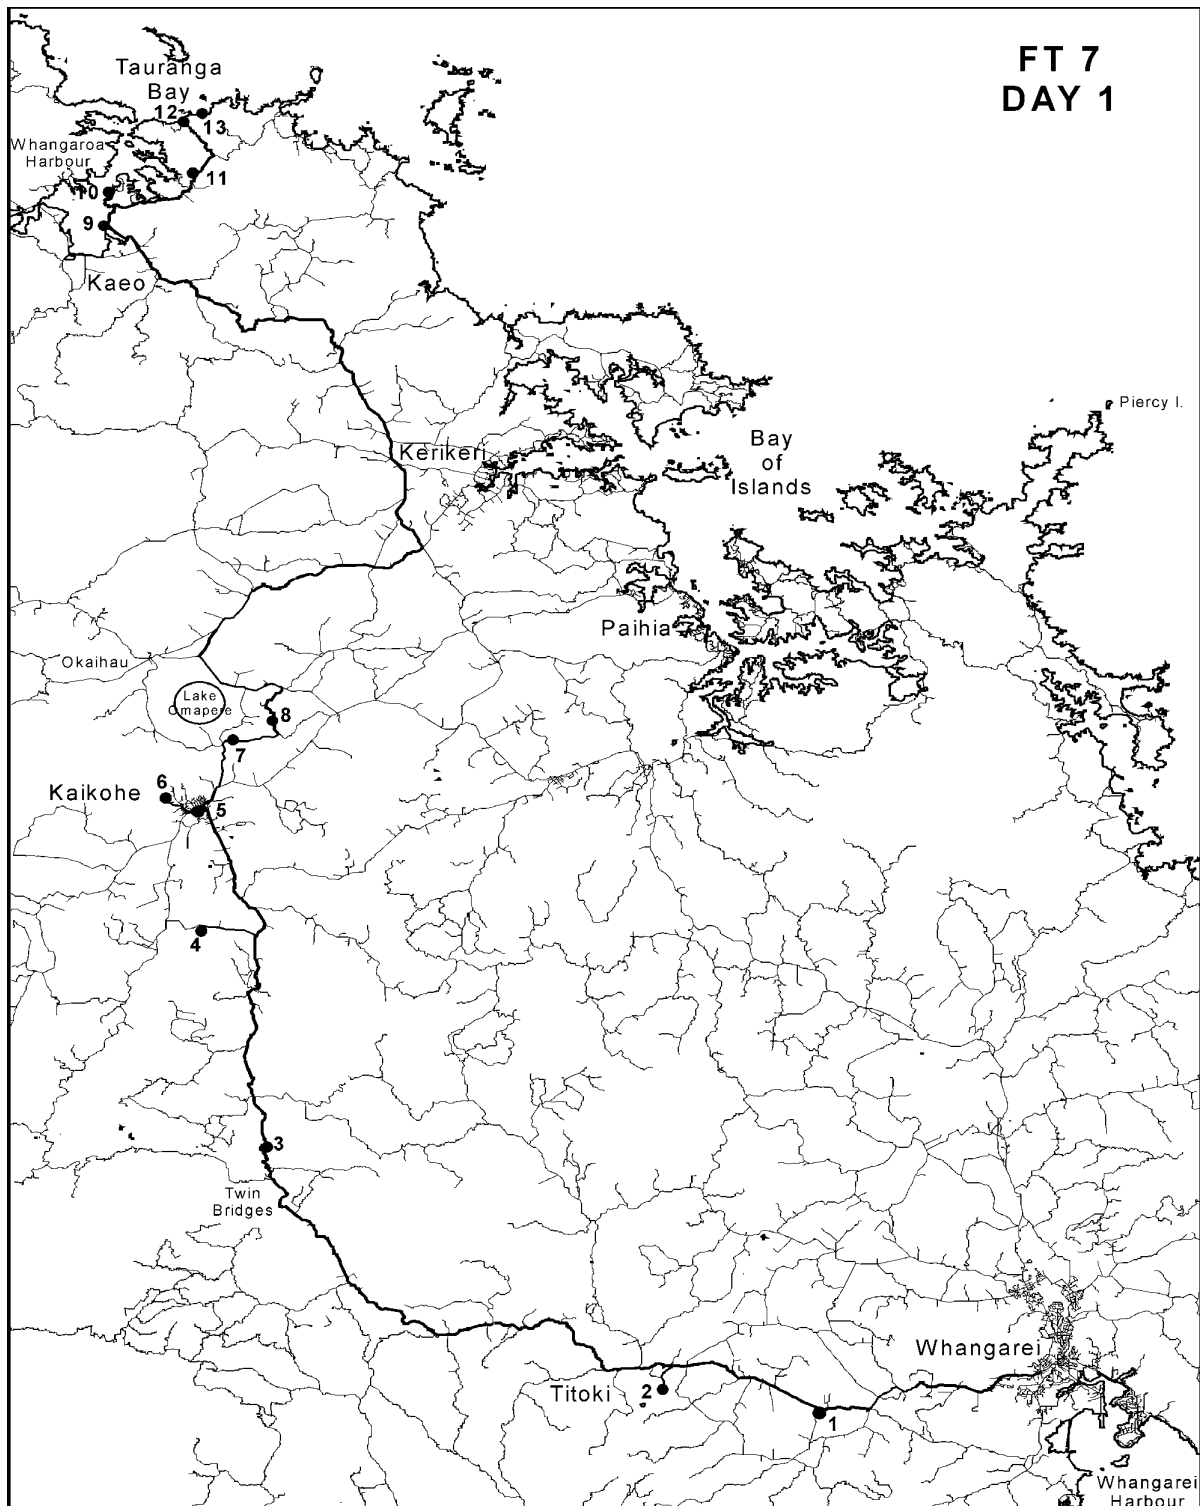 FT 7
DAY 1
Tauranga
Bay
12
13
Whangaroa
Harbour
11
10
9
Kaeo
Piercy I.
Kerikeri
Bay
of
Islands
Paihia
Okaihau
Lake
Omapere
8
7
6
Kaikohe
5
4
3
Twin
Bridges
Whangarei
Titoki
2
1
Whangarei
Harbour